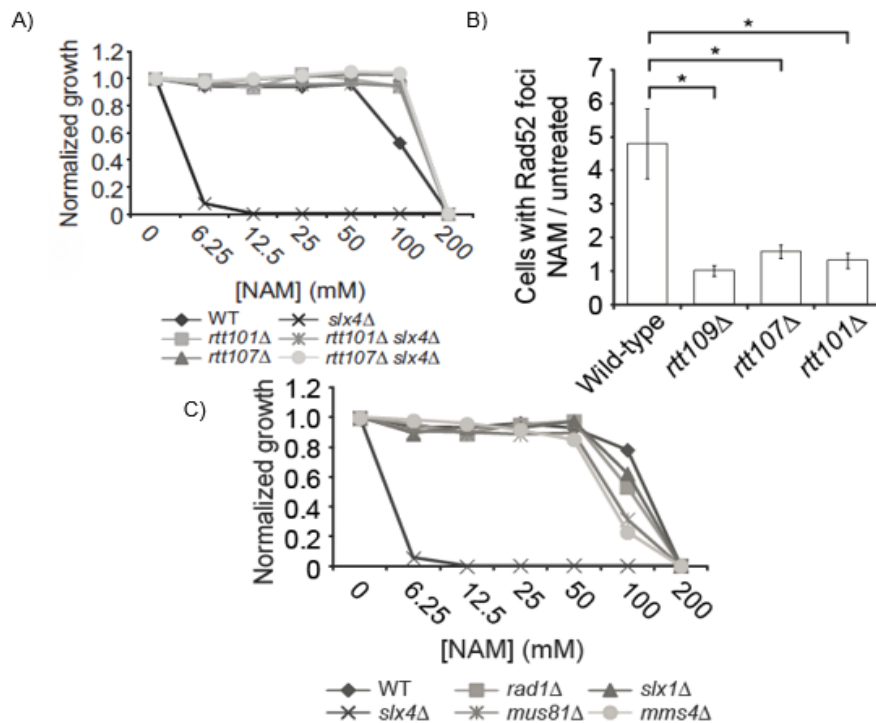 A)
Normalized growth
1.2
1.0
0.8
0.6
0.4
0.2
0
0 6.25 12.5 25 50 100 200
[NAM] (mM)
WT slx4Δ
rtt101Δ rtt101Δ slx4Δ
rtt107Δ rtt107Δ slx4Δ
B)
Cells with Rad52 foci
NAM / untreated
* 
*
*
7
6
5
4
3
2
1
0
Wild-type rtt109Δ rtt107Δ rtt101Δ
C)
Normalized growth
1.2
1.0
0.8
0.6
0.4
0.2
0
0 6.25 12.5 25 50 100 200
[NAM] (mM)
WT rad1Δ slx1Δ
slx4Δ mus81Δ mms4Δ